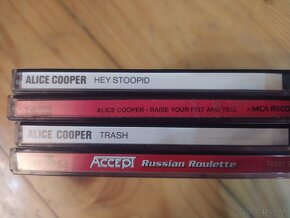 ALICE COOPER HEY STOOPID
ALICE COOPER - RAISE YOUR FIST AND YELL MCA RECO
ALICE COOPER TRASH
ACCEPT Russian Roulette